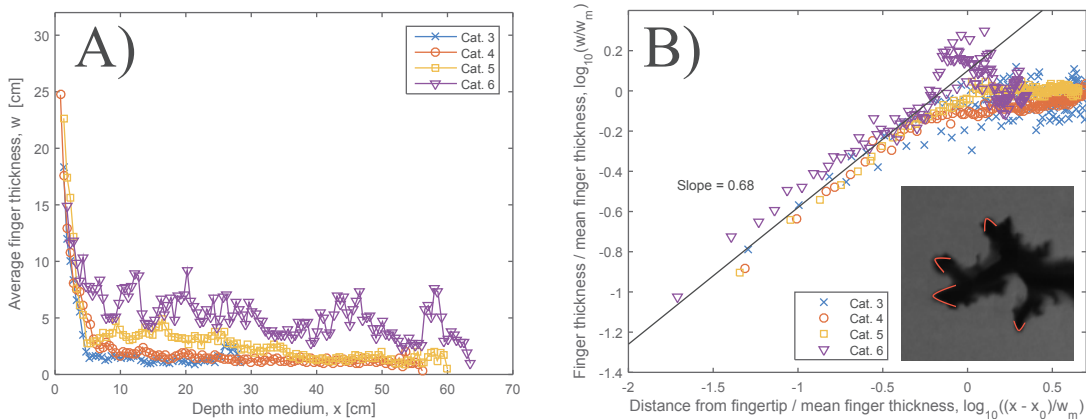 A)
30
25
20
15
10
5
0
Average finger thickness, w  [cm]
Cat. 3
Cat. 4
Cat. 5
Cat. 6
0 10 20 30 40 50 60 70
Depth into medium, x [cm]
B)
0.2
0
-0.2
-0.4
-0.6
-0.8
-1
-1.2
-1.4
Finger thickness / mean finger thickness, log10(w/wm)
Slope = 0.68
Cat. 3
Cat. 4
Cat. 5
Cat. 6
-2 -1.5 -1 -0.5 0 0.5
Distance from fingertip / mean finger thickness, log10((x - x0)/wm)